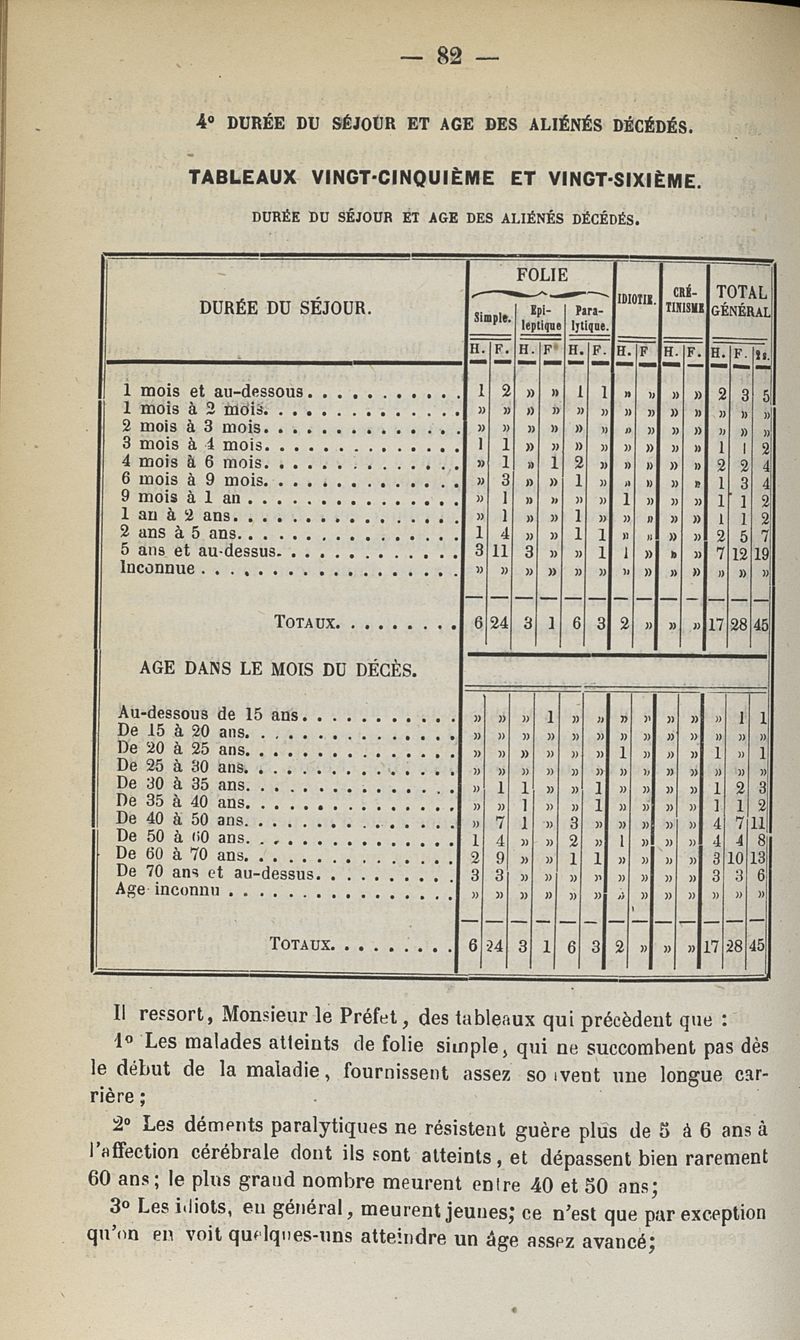 — 82 —
4° DURÉE DU SÉJOUR ET AGE DES ALIÉNÉS DÉCÉDÉS.
TABLEAUX VINGT-CINQUIÈME ET VINGT-SIXIÈME.
DURÉE DU SÉJOUR ET AGE DES ALIÉNÉS DÉCÉDÉS.
DURÉE DU SÉJOUR. FOLIE IDIOTIE. CRÉ-TINISME TOTAL GÉNÉRAL
Simple. Epi-leptique Para-lytique.
H. F. H. F. H. F. H. F H. F. H. F. 2s.
1 mois et au-dessous. . . . . . . . . . . 1 2 » » 1 1 » » » » 2 3 5
1 mois à 2 mois. . . . . . . . . . . . . . » » » » » » » » » » » » »
2 mois à 3 mois. . . . . . . . . . . . . . » » » » » » » » » » » » »
3 mois à 4 mois. . . . . . . . . . . . . . 1 1 » » » » » » » » 1 1 2
4 mois à 6 mois. . . . . . . . . . . . . . » 1 » 1 2 » » » » » 2 2 4
6 mois à 9 mois. . . . . . . . . . . . . . » 3 » » 1 » » » » » 1 3 4
9 mois à 1 an . . . . . . . . . . . . . . . » 1 » » » » 1 » » » 1 1 2
1 an à 2 ans. . . . . . . . . . . . . . . . » 1 » » 1 » » » » » 1 1 2
2 ans à 5 ans. . . . . . . . . . . . . . . 1 4 » » 1 1 » » » » 2 5 7
5 ans et au-dessus. . . . . . . . . . . . . 3 11 3 » » 1 1 » » » 7 12 19
Inconnue . . . . . . . . . . . . . . . . . » » » » » » » » » » » » »
TOTAUX. . . . . . . . . 6 24 3 1 6 3 2 » » » 17 28 45
AGE DANS LE MOIS DU DÉCÈS.
Au-dessous de 15 ans. . . . . . . . . . . » » » 1 » » » » » » » 1 1
De 15 à 20 ans. . . . . . . . . . . . . . . » » » » » » » » » » » » »
De 20 à 25 ans. . . . . . . . . . . . . . . » » » » » » 1 » » » 1 » 1
De 25 à 30 ans. . . . . . . . . . . . . . . » » » » » » » » » » » » »
De 30 à 35 ans. . . . . . . . . . . . . . . » 1 1 » » 1 » » » » 1 2 3
De 35 à 40 ans. . . . . . . . . . . . . . . » » 1 » » 1 » » » » 1 1 2
De 40 à 50 ans. . . . . . . . . . . . . . . » 7 1 » 3 » » » » » 4 7 11
De 50 à 60 ans. . . . . . . . . . . . . . . 1 4 » » 2 » 1 » » » 4 4 8
De 60 à 70 ans. . . . . . . . . . . . . . . 2 9 » » 1 1 » » » » 3 10 13
De 70 ans et au-dessus. . . . . . . . . . 3 3 » » » » » » » » 3 3 6
Age inconnu . . . . . . . . . . . . . . . . » » » » » » » » » » » » »
TOTAUX. . . . . . . . . 6 24 3 1 6 3 2 » » » 17 28 45
Il ressort, Monsieur le Préfet, des tableaux qui précèdent que :
1° Les malades atteints de folie simple, qui ne succombent pas dès
le début de la maladie, fournissent assez souvent une longue car-
rière ;
2° Les déments paralytiques ne résistent guère plus de 5 à 6 ans à
l'affection cérébrale dont ils sont atteints, et dépassent bien rarement
60 ans; le plus grand nombre meurent entre 40 et 50 ans;
3° Les idiots, en général, meurent jeunes; ce n'est que par exception
qu'on en voit quelques-uns atteindre un âge assez avancé;